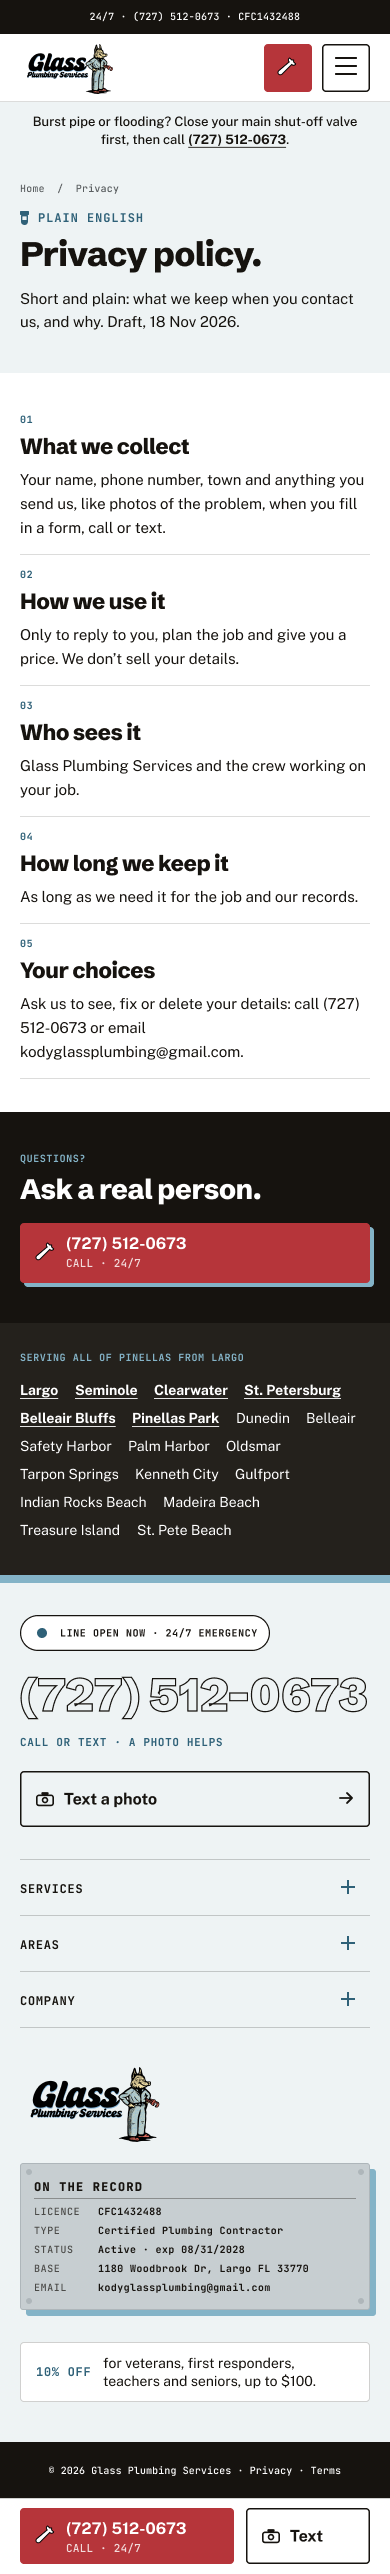 24/7 · (727) 512-0673 · CFC1432488
Glass
Plumbing Services
Burst pipe or flooding? Close your main shut-off valve
first, then call (727) 512-0673.
Home / Privacy
PLAIN ENGLISH
Privacy policy.
Short and plain: what we keep when you contact
us, and why. Draft, 18 Nov 2026.
01
What we collect
Your name, phone number, town and anything you
send us, like photos of the problem, when you fill
in a form, call or text.
02
How we use it
Only to reply to you, plan the job and give you a
price. We don’t sell your details.
03
Who sees it
Glass Plumbing Services and the crew working on
your job.
04
How long we keep it
As long as we need it for the job and our records.
05
Your choices
Ask us to see, fix or delete your details: call (727)
512-0673 or email
kodyglassplumbing@gmail.com.
QUESTIONS?
Ask a real person.
(727) 512-0673
CALL · 24/7
SERVING ALL OF PINELLAS FROM LARGO
Largo Seminole Clearwater St. Petersburg
Belleair Bluffs Pinellas Park Dunedin Belleair
Safety Harbor Palm Harbor Oldsmar
Tarpon Springs Kenneth City Gulfport
Indian Rocks Beach Madeira Beach
Treasure Island St. Pete Beach
LINE OPEN NOW · 24/7 EMERGENCY
(727) 512-0673
CALL OR TEXT · A PHOTO HELPS
Text a photo
SERVICES
AREAS
COMPANY
Glass
Plumbing Services
ON THE RECORD
LICENCE CFC1432488
TYPE Certified Plumbing Contractor
STATUS Active · exp 08/31/2028
BASE 1180 Woodbrook Dr, Largo FL 33770
EMAIL kodyglassplumbing@gmail.com
10% OFF for veterans, first responders,
teachers and seniors, up to $100.
© 2026 Glass Plumbing Services · Privacy · Terms
(727) 512-0673
CALL · 24/7
Text